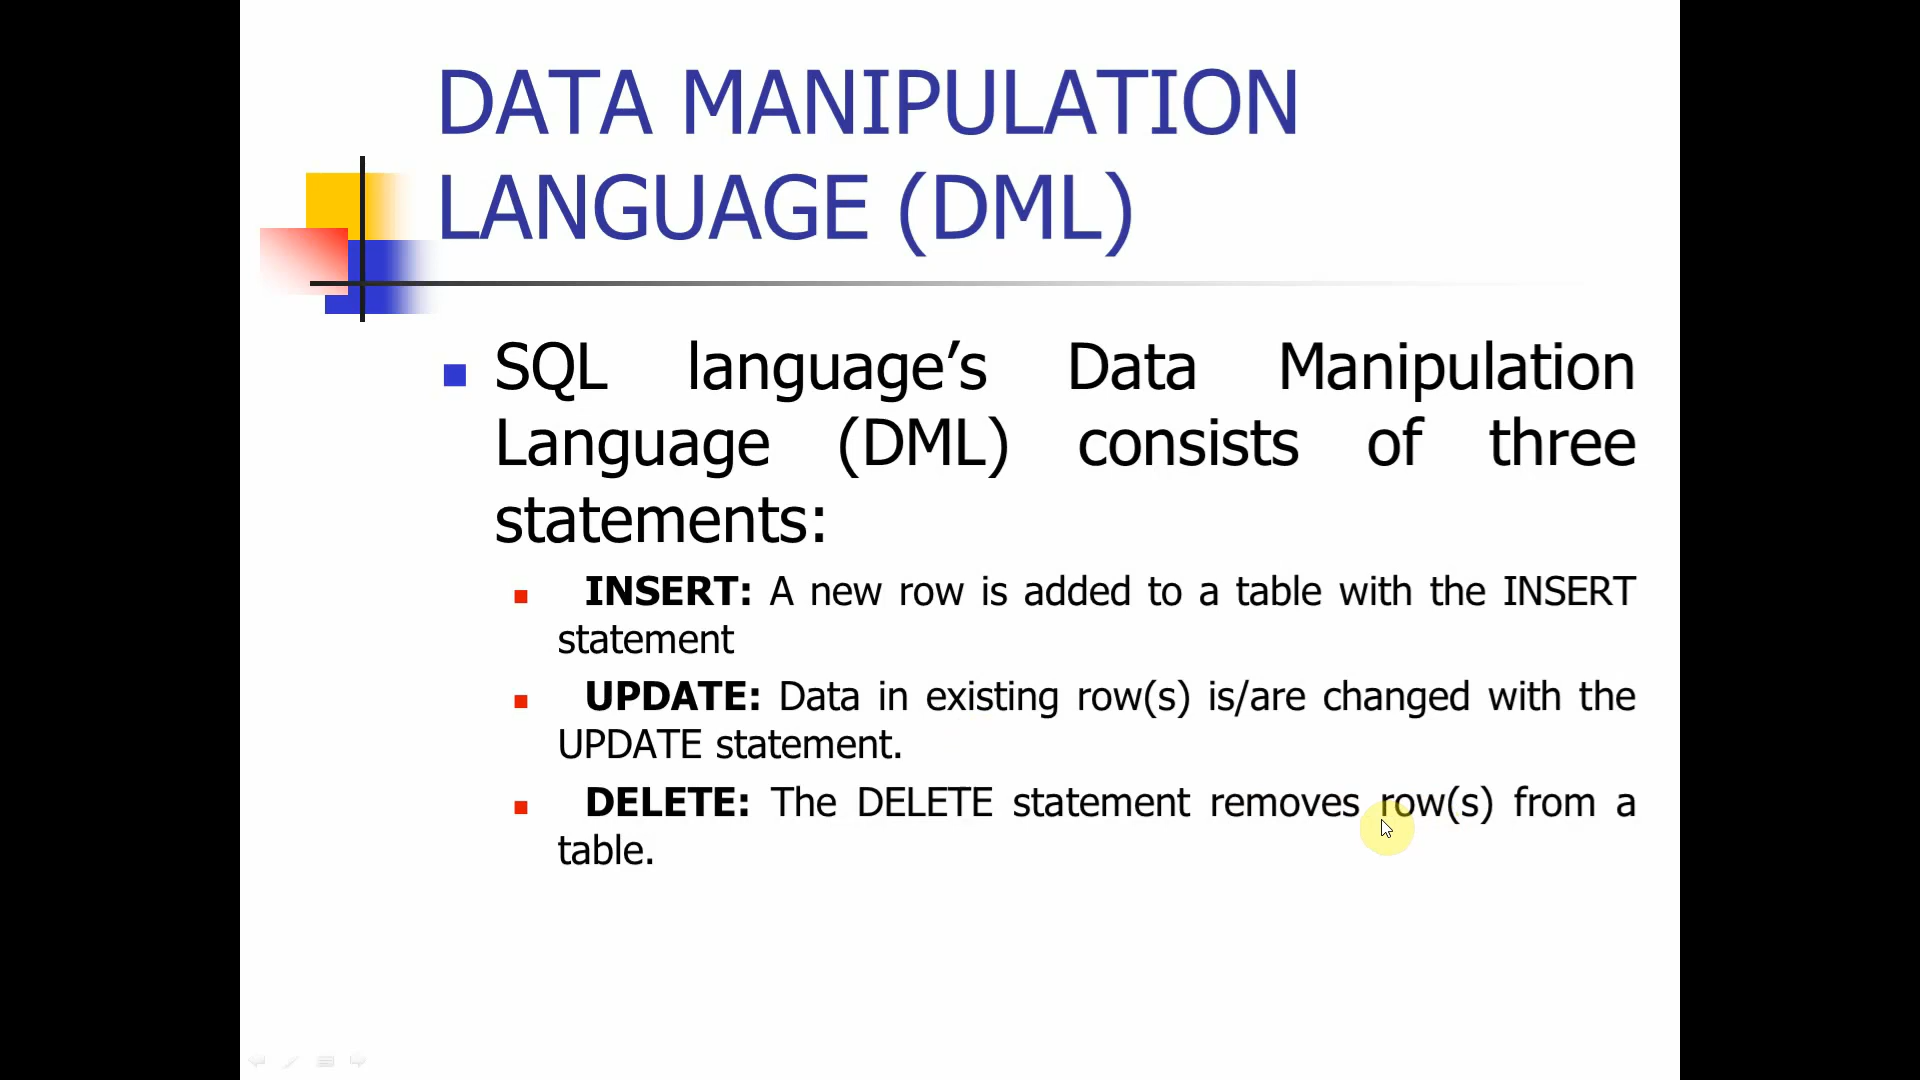 DATA MANIPULATION
LANGUAGE (DML)
SQL language’s Data Manipulation
Language (DML) consists of three
statements:
INSERT: A new row is added to a table with the INSERT
statement
UPDATE: Data in existing row(s) is/are changed with the
UPDATE statement.
DELETE: The DELETE statement removes row(s) from a
table.